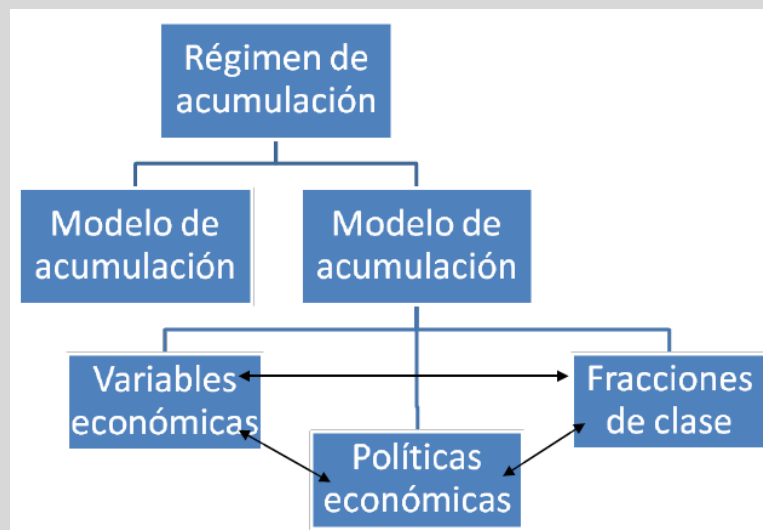 Régimen de
acumulación
Modelo de
acumulación
Modelo de
acumulación
Variables
económicas
Fracciones
de clase
Políticas
económicas